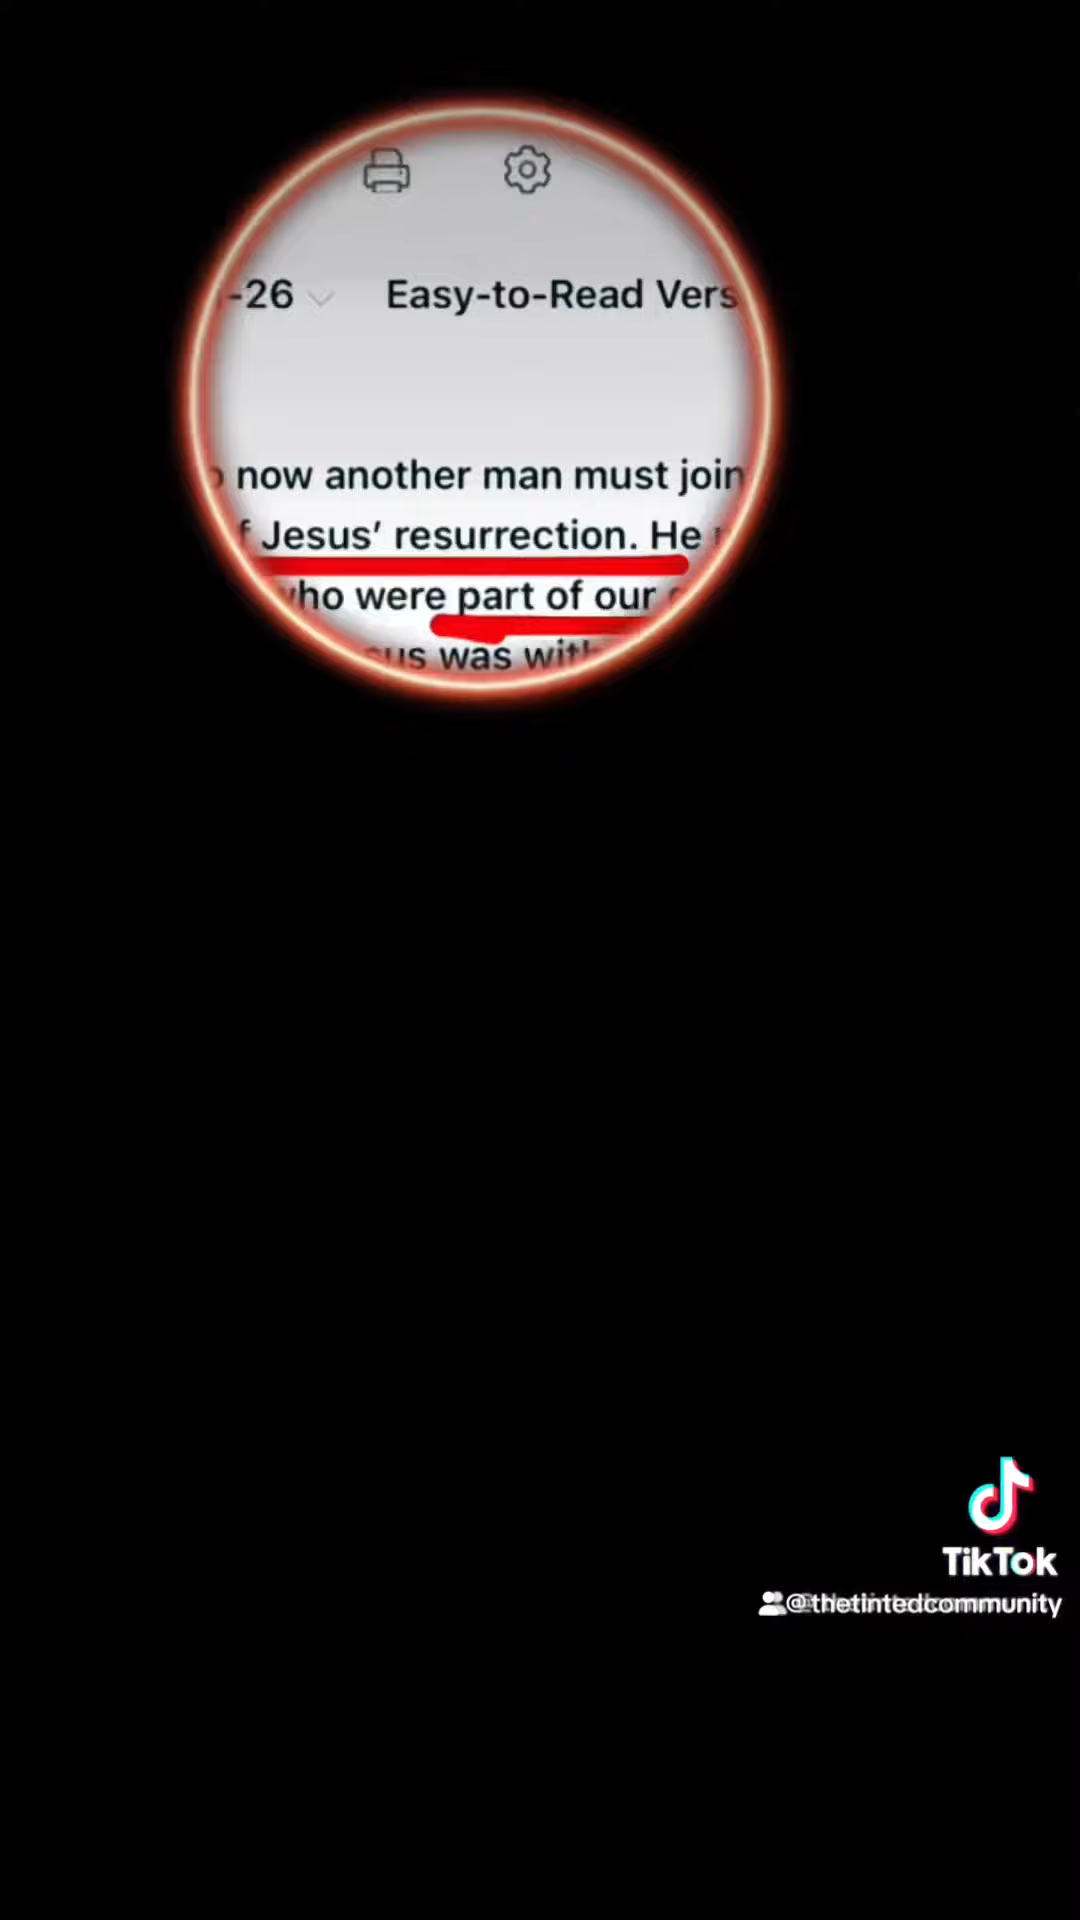 -26 Easy-to-Read Vers
now another man must join
Jesus’ resurrection. He
who were part of our
was with
TikTok
@thetintedcommunity